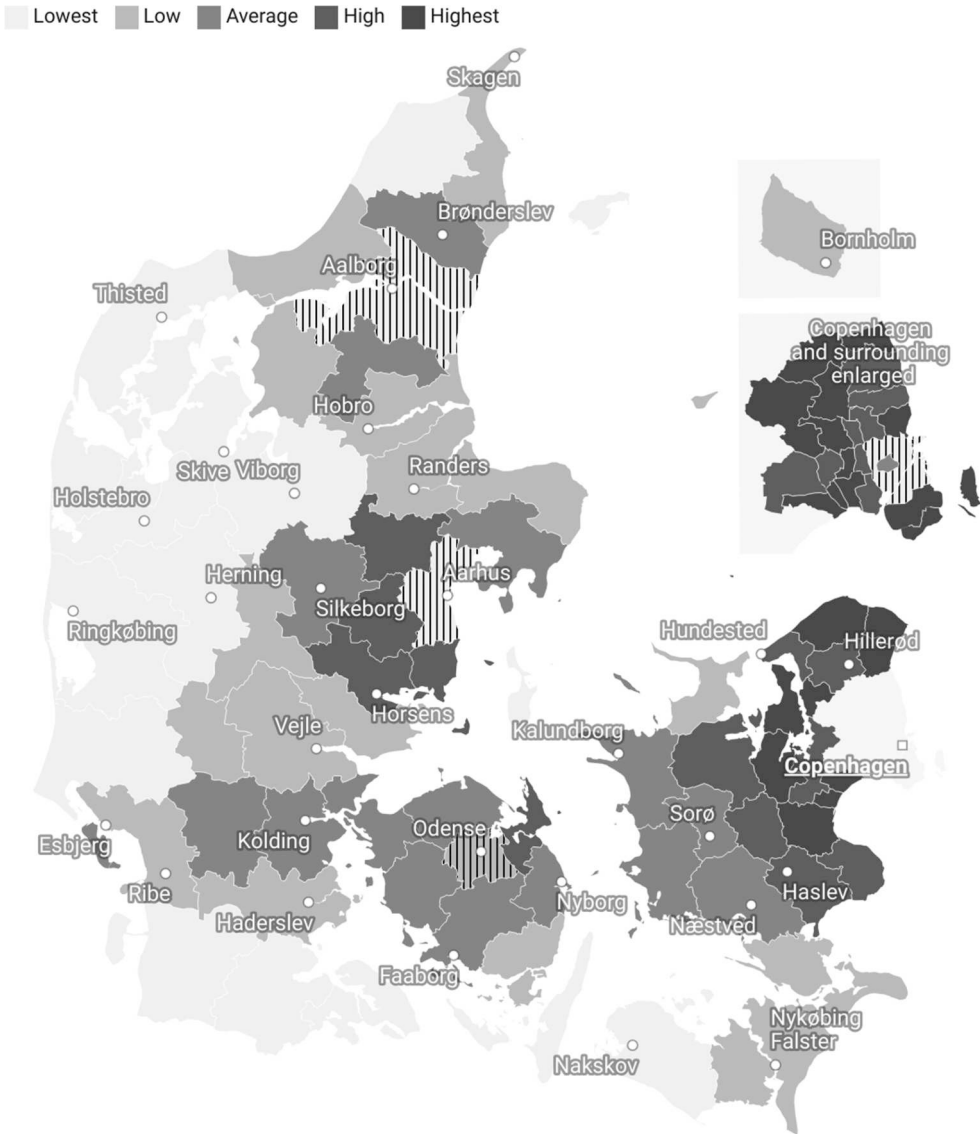 Lowest Low Average High Highest
Skagen
Brønderslev
Bornholm
Aalborg
Thisted
Copenhagen
and surrounding
enlarged
Hobro
Skive Viborg
Randers
Holstebro
Herning
Aarhus
Silkeborg
Ringkøbing
Hundested
Hillerød
Horsens
Vejle
Kalundborg
Copenhagen
Sorø
Odense
Kolding
Esbjerg
Ribe
Haslev
Nyborg
Haderslev
Næstved
Faaborg
Nykøbing
Falster
Nakskov